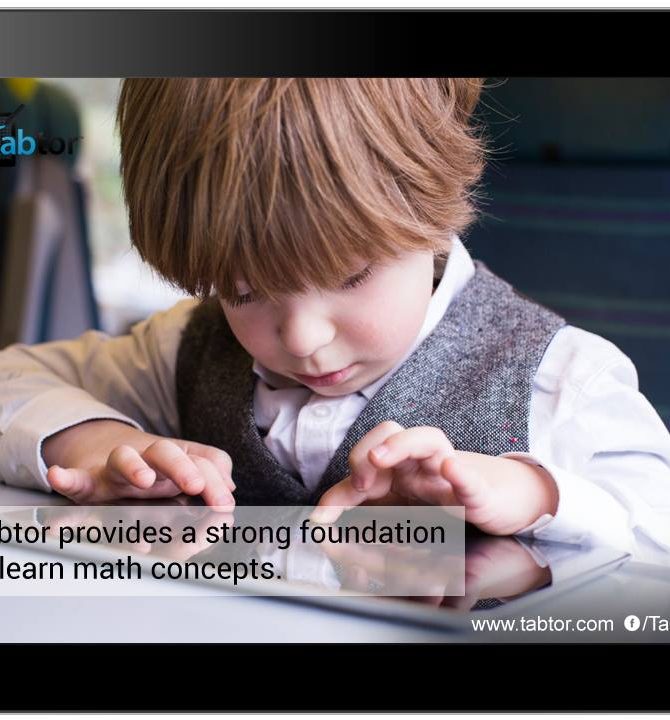 abtor
btor provides a strong foundation
learn math concepts.
www.tabtor.com f/Ta